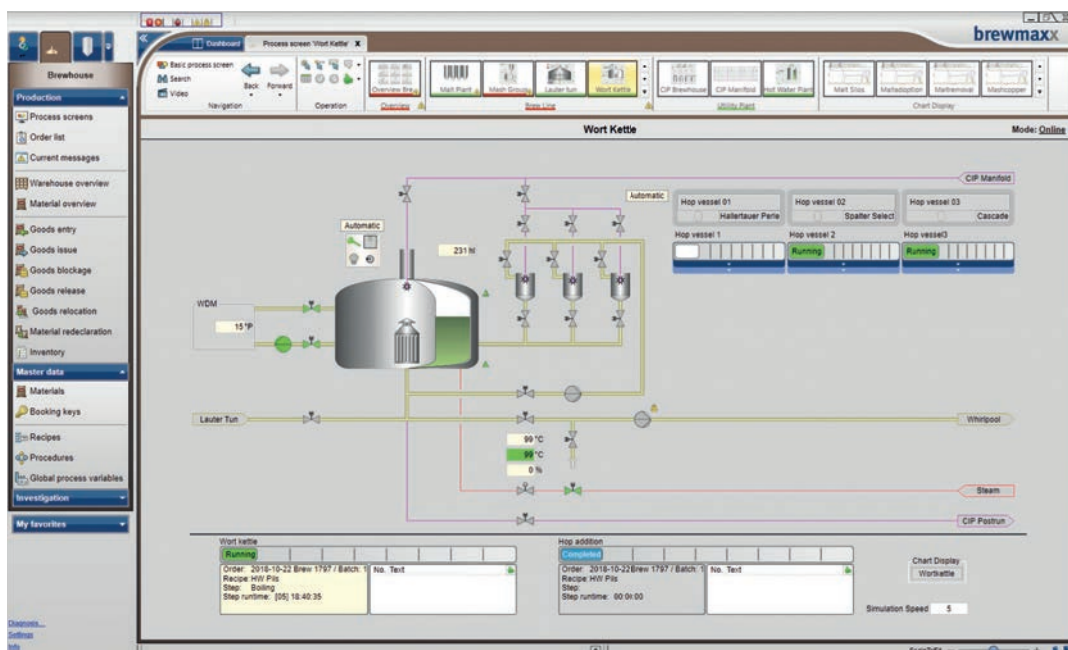 brewmaxx
Dashboard
Process screen 'Wort Kettle' X
Brewhouse
Production
Process screens
Order list
Current messages
Warehouse overview
Material overview
Goods entry
Goods issue
Goods blockage
Goods release
Goods relocation
Material redeclaration
Inventory
Master data
Materials
Booking keys
Recipes
Procedures
Global process variables
Investigation
My favorites
Diagnosis...
Settings
Info
Basic process screen
Search
Video
Back
Forward
Navigation
Operation
Overview Bre
Overview
Malt Plant
Mash Group
Lauter tun
Wort Kettle
Brew Line
CIP Brewhouse
CIP Manifold
Hot Water Plant
Utility Plant
Malt Silos
Maltadoption
Maltremoval
Mashcopper
Chart Display
Wort Kettle
Mode: Online
CIP Manifold
Automatic
Automatic
231 hl
Hop vessel 01
Hallertauer Perle
Hop vessel 02
Spalter Select
Hop vessel 03
Cascade
Hop vessel 1
Hop vessel 2
Running
Hop vessel3
Running
WDM
15 °P
Lauter Tun
Whirlpool
99 °C
99 °C
0 %
Steam
CIP Postrun
Wort kettle
Running
Order: 2018-10-22 Brew 1797 / Batch: 1
Recipe: HW Pils
Step: Boiling
Step runtime: [05] 18:40:35
No. Text
Hop addition
Completed
Order: 2018-10-22 Brew 1797 / Batch: 1
Recipe: HW Pils
Step:
Step runtime: 00:01:00
No. Text
Chart Display
Wortkettle
Simulation Speed 5